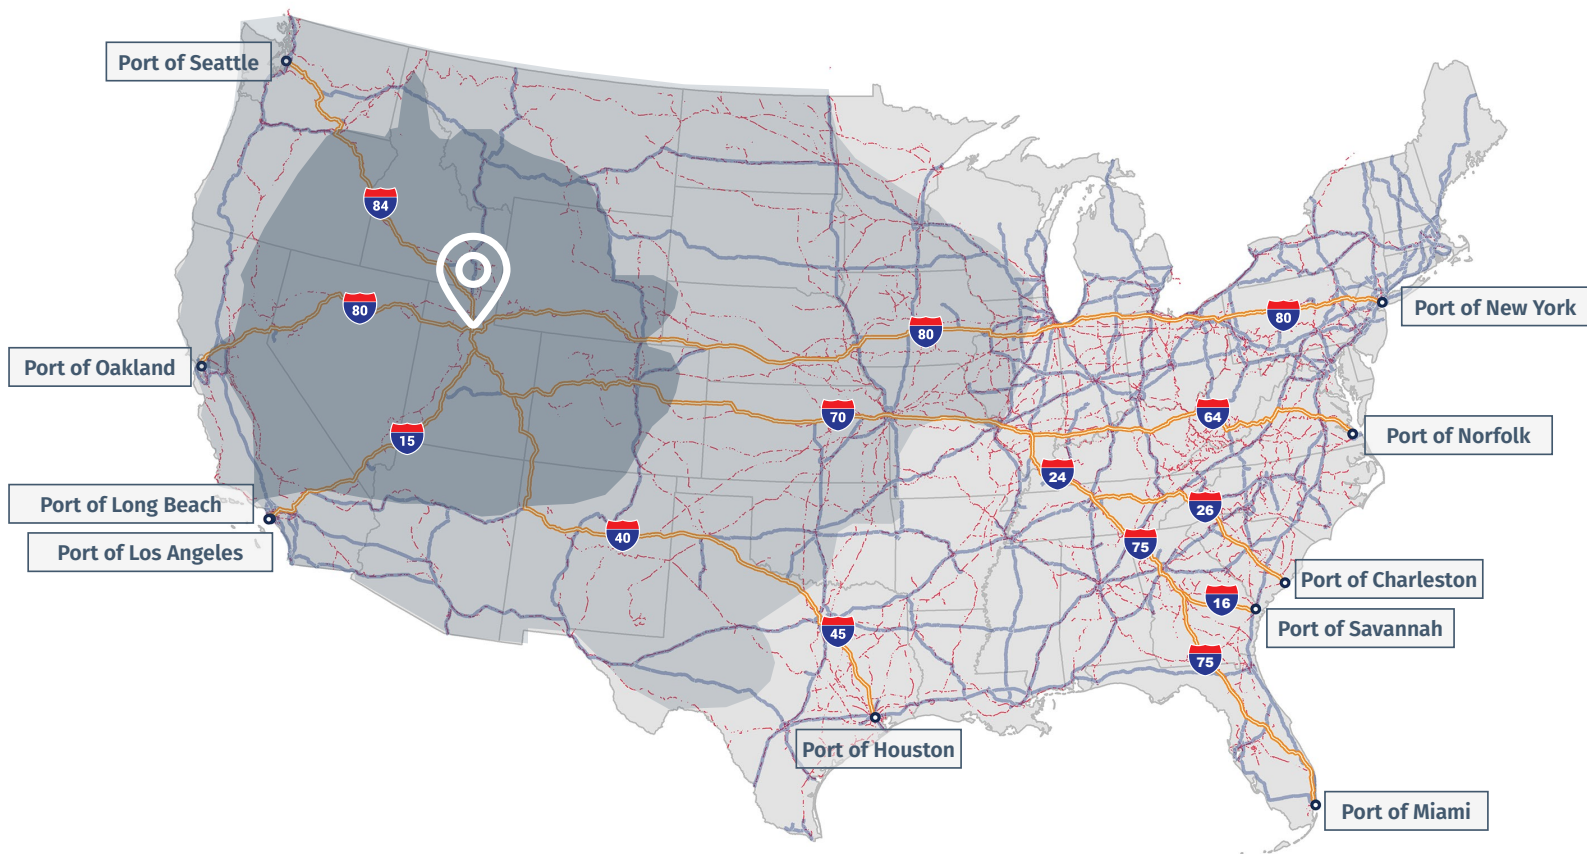 Port of Seattle
84
80
80
80
Port of New York
Port of Oakland
70
64
15
Port of Norfolk
24
Port of Long Beach
26
40
75
Port of Los Angeles
Port of Charleston
16
45
Port of Savannah
75
Port of Houston
Port of Miami